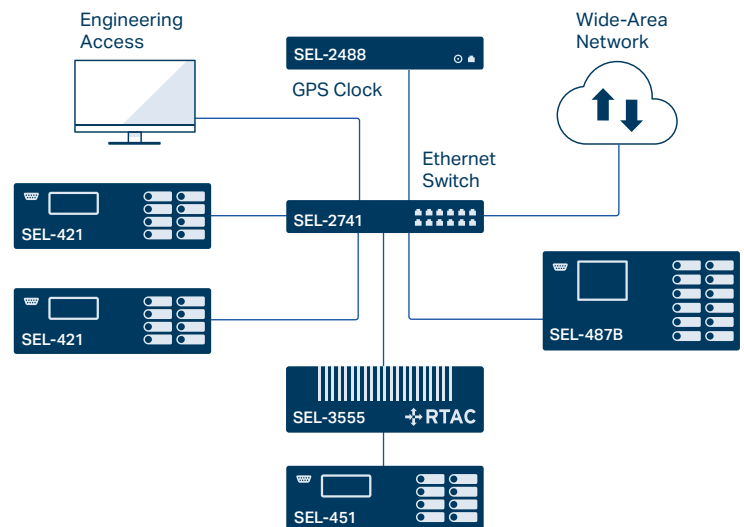 Engineering
Access
SEL-2488
GPS Clock
Wide-Area
Network
Ethernet
Switch
SEL-421
SEL-2741
SEL-421
SEL-487B
SEL-3555
RTAC
SEL-451